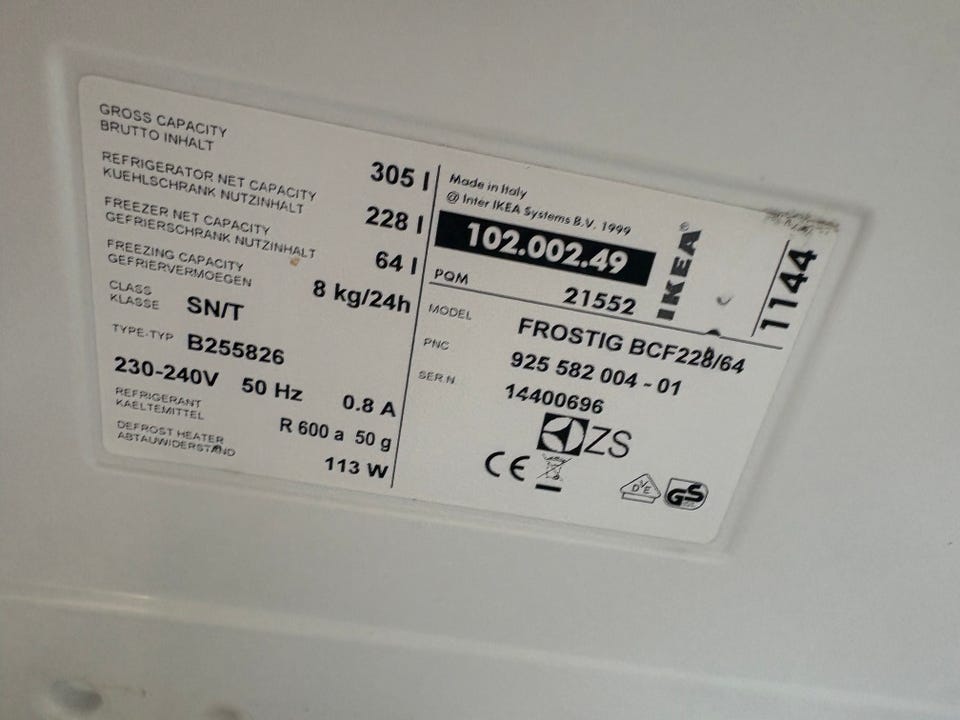 GROSS CAPACITY
BRUTTO INHALT
305 l
REFRIGERATOR NET CAPACITY
KUEHLSCHRANK NUTZINHALT
228 l
FREEZER NET CAPACITY
GEFRIERSCHRANK NUTZINHALT
64 l
FREEZING CAPACITY
GEFRIERVERMOEGEN
8 kg/24h
CLASS
KLASSE
SN/T
TYPE-TYP B255826
230-240V 50 Hz 0.8 A
REFRIGERANT
KAELTEMITTEL
R 600 a 50 g
DEFROST HEATER
ABTAUWIDERSTAND
113 W
Made in Italy
@ Inter IKEA Systems B.V. 1999
102.002.49
PQM 21552
IKEA®
1144
MODEL FROSTIG BCF228/64
PNC 925 582 004 - 01
SER.N. 14400696
ZS
CE
DVE
GS